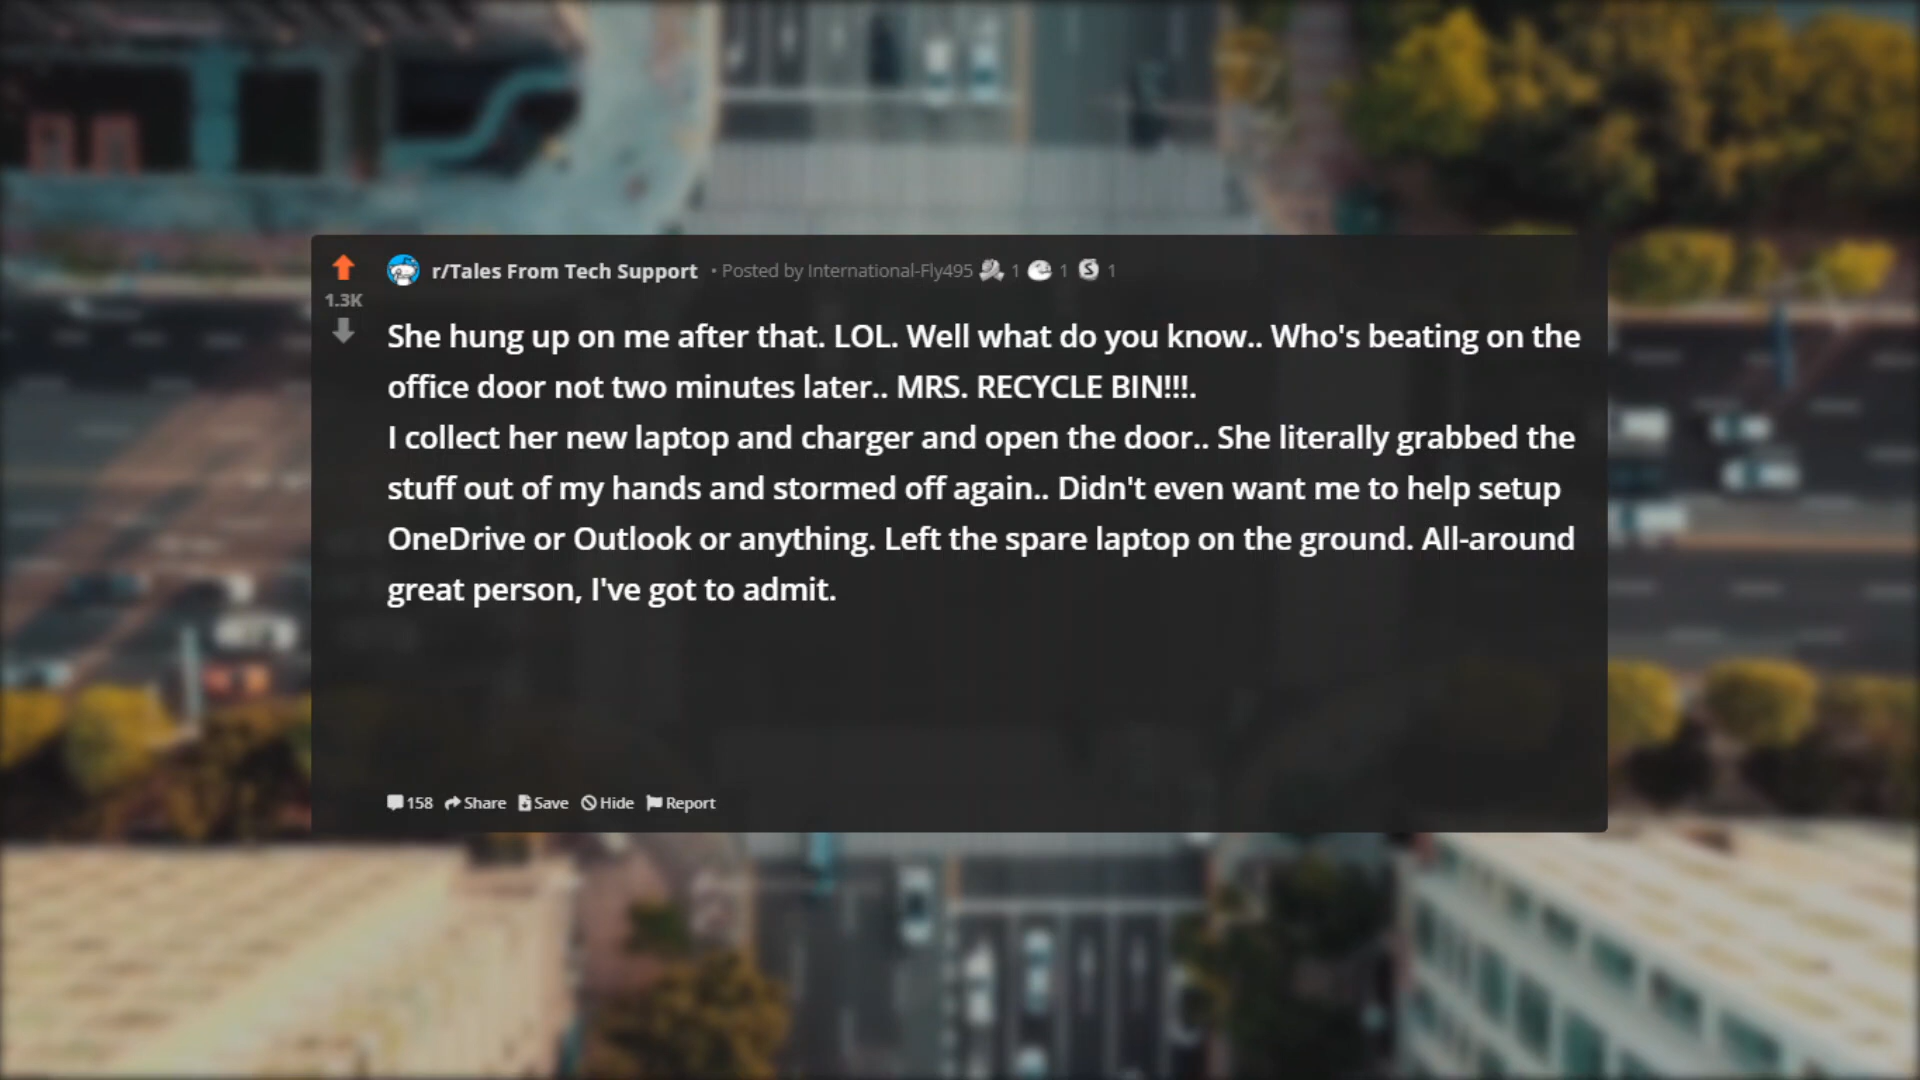 r/Tales From Tech Support • Posted by International-Fly495 1 1 S 1
1.3K
She hung up on me after that. LOL. Well what do you know.. Who's beating on the
office door not two minutes later.. MRS. RECYCLE BIN!!!.
I collect her new laptop and charger and open the door.. She literally grabbed the
stuff out of my hands and stormed off again.. Didn't even want me to help setup
OneDrive or Outlook or anything. Left the spare laptop on the ground. All-around
great person, I've got to admit.
158 Share Save Hide Report